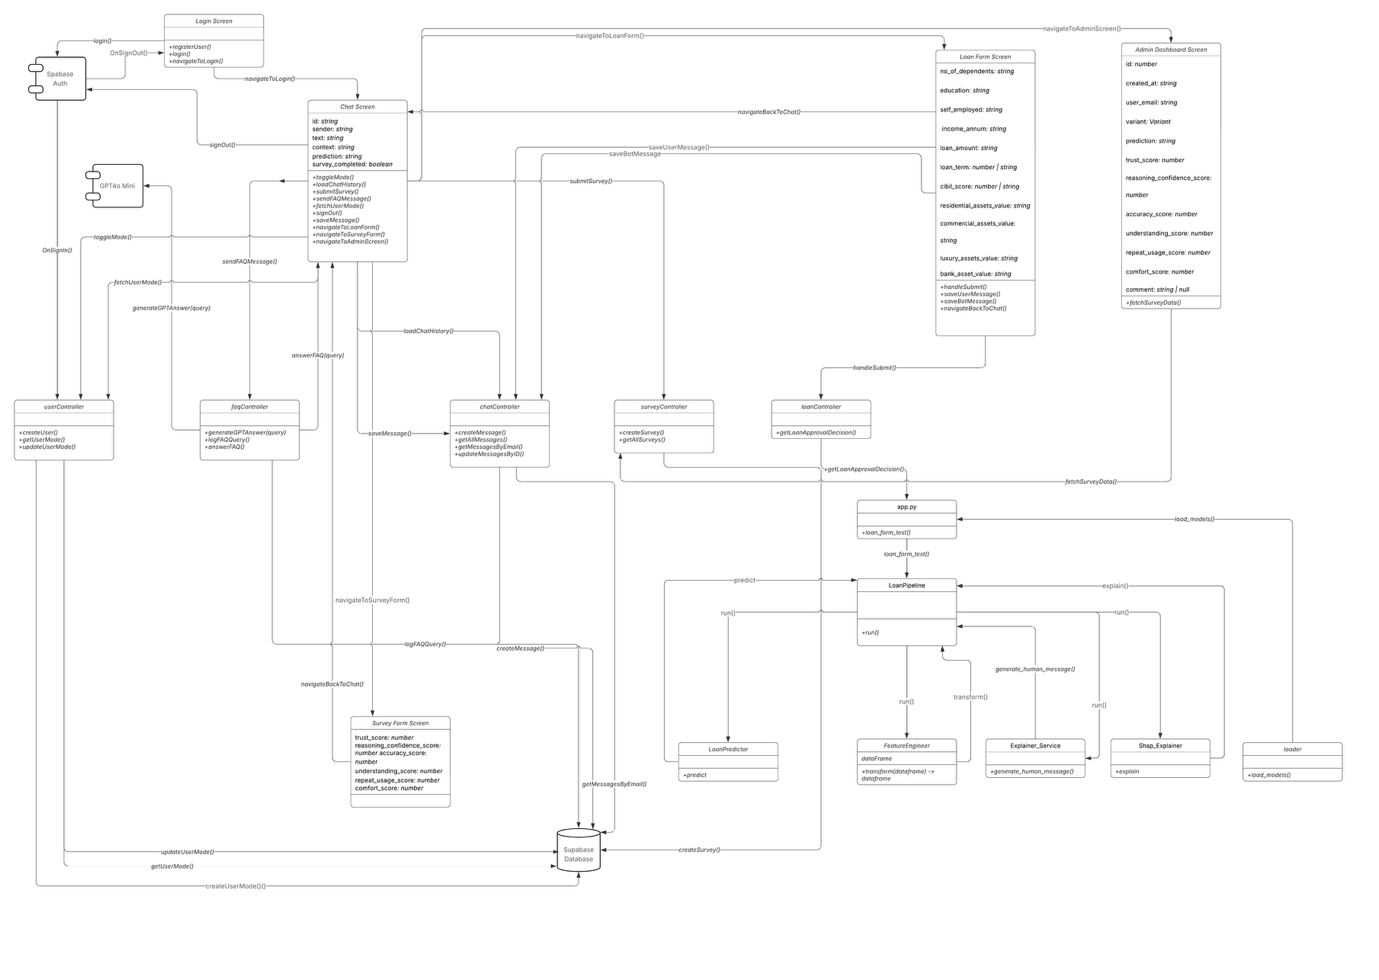 Login Screen
+registerUser()
+login()
+navigateToLogin()
login()
OnSignOut()
Spabase
Auth
navigateToLogin()
signOut()
GPT4o Mini
OnSignIn()
toggleMode()
fetchUserMode()
sendFAQMessage()
generateGPTAnswer(query)
answerFAQ(query)
Chat Screen
id: string
sender: string
text: string
context: string
prediction: string
survey_completed: boolean
+toggleMode()
+loadChatHistory()
+submitSurvey()
+sendFAQMessage()
+fetchUserMode()
+signOut()
+saveMessage()
+navigateToLoanForm()
+navigateToSurveyForm()
+navigateToAdminScreen()
navigateToLoanForm()
navigateToAdminScreen()
navigateBackToChat()
saveUserMessage()
saveBotMessage
submitSurvey()
loadChatHistory()
saveMessage()
Loan Form Screen
no_of_dependents: string
education: string
self_employed: string
income_annum: string
loan_amount: string
loan_term: number | string
cibil_score: number | string
residential_assets_value: string
commercial_assets_value:
string
luxury_assets_value: string
bank_asset_value: string
+handleSubmit()
+saveUserMessage()
+saveBotMessage()
+navigateBackToChat()
Admin Dashboard Screen
id: number
created_at: string
user_email: string
variant: Variant
prediction: string
trust_score: number
reasoning_confidence_score:
number
accuracy_score: number
understanding_score: number
repeat_usage_score: number
comfort_score: number
comment: string | null
+fetchSurveyData()
handleSubmit()
userController
+createUser()
+getUserMode()
+updateUserMode()
faqController
+generateGPTAnswer(query)
+logFAQQuery()
+answerFAQ()
chatController
+createMessage()
+getAllMessages()
+getMessagesByEmail()
+updateMessagesByID()
surveyController
+createSurvey()
+getAllSurveys()
loanController
+getLoanApprovalDecision()
+getLoanApprovalDecision()
fetchSurveyData()
app.py
+loan_form_test()
load_models()
loan_form_test()
LoanPipeline
+run()
predict
explain()
run()
run()
generate_human_message()
transform()
run()
run()
LoanPredictor
+predict
FeatureEngineer
dataFrame
+transform(dataframe) ->
dataframe
Explainer_Service
+generate_human_message()
Shap_Explainer
+explain
loader
+load_models()
navigateToSurveyForm()
logFAQQuery()
createMessage()
navigateBackToChat()
Survey Form Screen
trust_score: number
reasoning_confidence_score:
number accuracy_score:
number
understanding_score: number
repeat_usage_score: number
comfort_score: number
getMessagesByEmail()
Supabase
Database
createSurvey()
updateUserMode()
getUserMode()
createUserMode()()